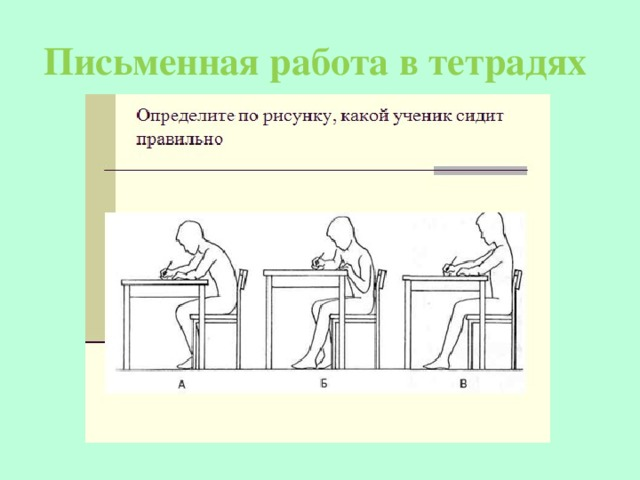 Письменная работа в тетрадях
Определите по рисунку, какой ученик сидит
правильно
А
Б
В